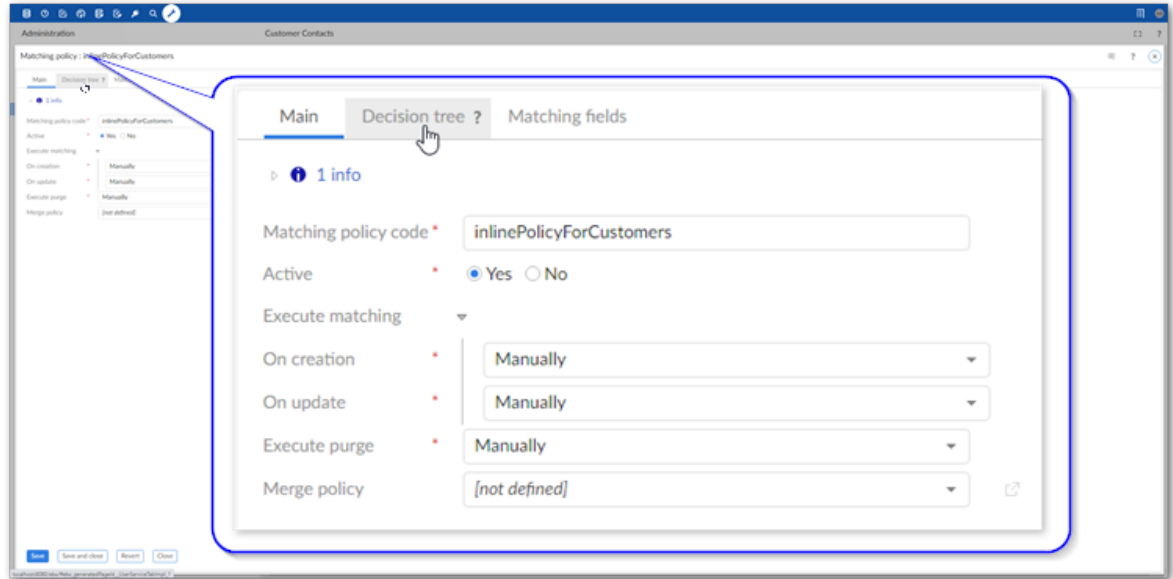 Administration
Customer Contacts
?
Matching policy : inlinePolicyForCustomers
?
Main
Decision tree ?
1 info
Matching policy code *
inlinePolicyForCustomers
Active *
Yes No
Execute matching
On creation *
Manually
On update *
Manually
Execute purge *
Manually
Merge policy
[not defined]
Main
Decision tree ?
Matching fields
1 info
Matching policy code *
inlinePolicyForCustomers
Active *
Yes No
Execute matching
On creation *
Manually
On update *
Manually
Execute purge *
Manually
Merge policy
[not defined]
Save
Save and close
Revert
Close